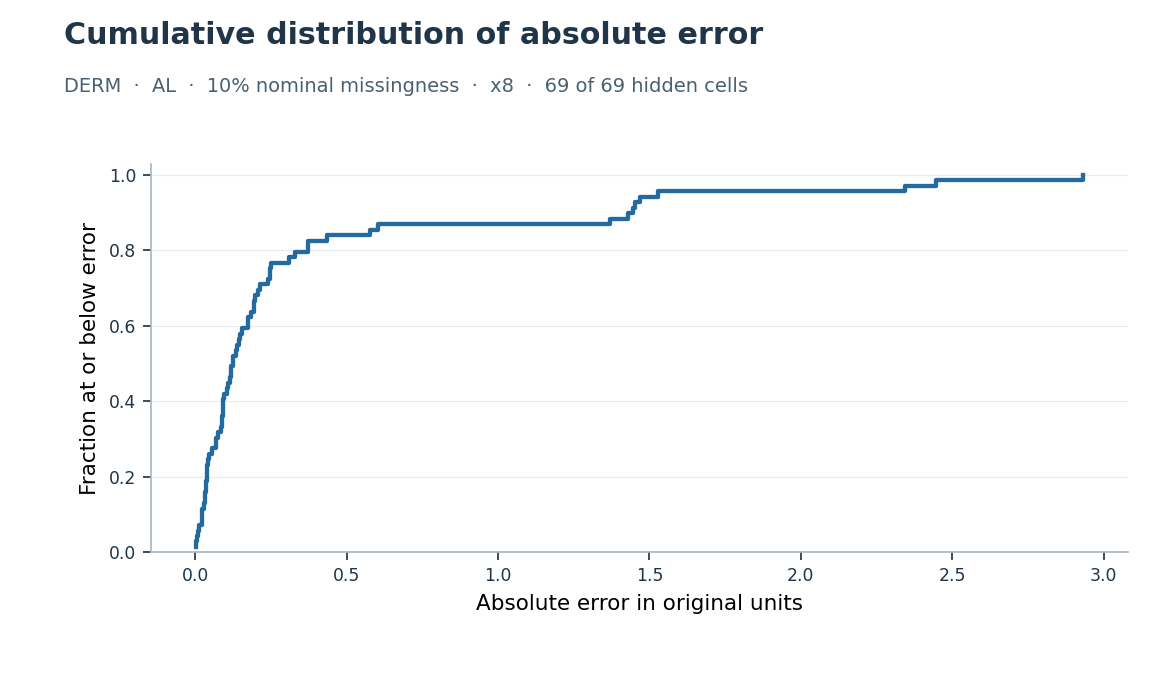 Cumulative distribution of absolute error
DERM · AL · 10% nominal missingness · x8 · 69 of 69 hidden cells
Fraction at or below error
1.0
0.8
0.6
0.4
0.2
0.0
0.0 0.5 1.0 1.5 2.0 2.5 3.0
Absolute error in original units